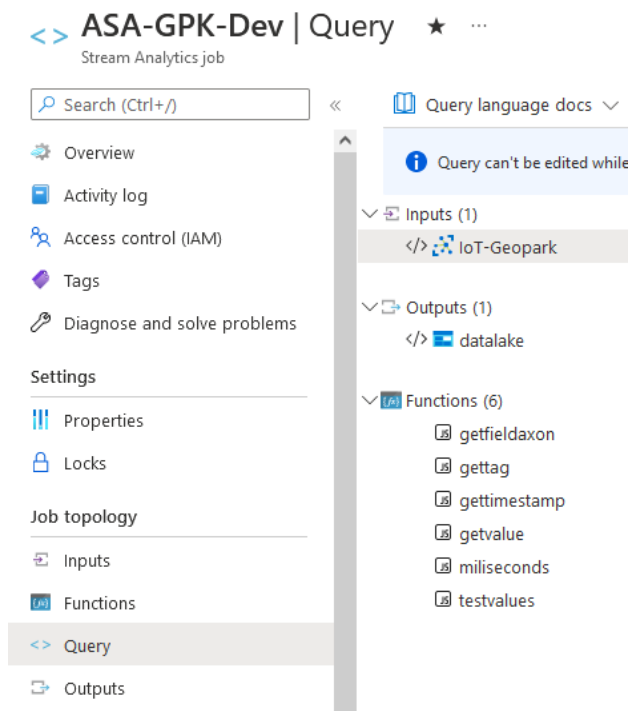 ASA-GPK-Dev | Query
Stream Analytics job
Search (Ctrl+/)
Overview
Activity log
Access control (IAM)
Tags
Diagnose and solve problems
Settings
Properties
Locks
Job topology
Inputs
Functions
Query
Outputs
Query language docs
Query can't be edited while
Inputs (1)
IoT-Geopark
Outputs (1)
datalake
Functions (6)
getfieldaxon
gettag
gettimestamp
getvalue
miliseconds
testvalues